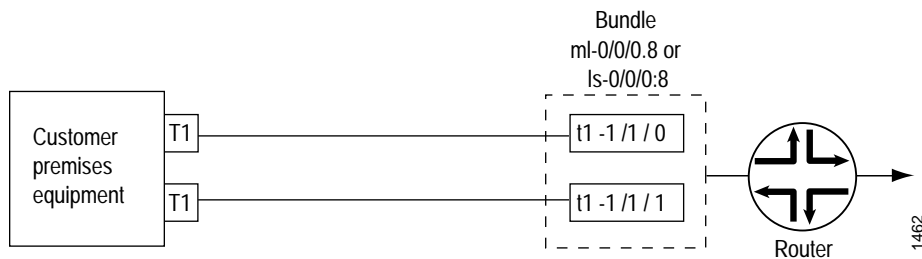 Bundle
ml-0/0/0.8 or
ls-0/0/0:8
Customer
premises
equipment
T1
T1
t1 -1 /1 / 0
t1 -1 /1 / 1
Router
1462